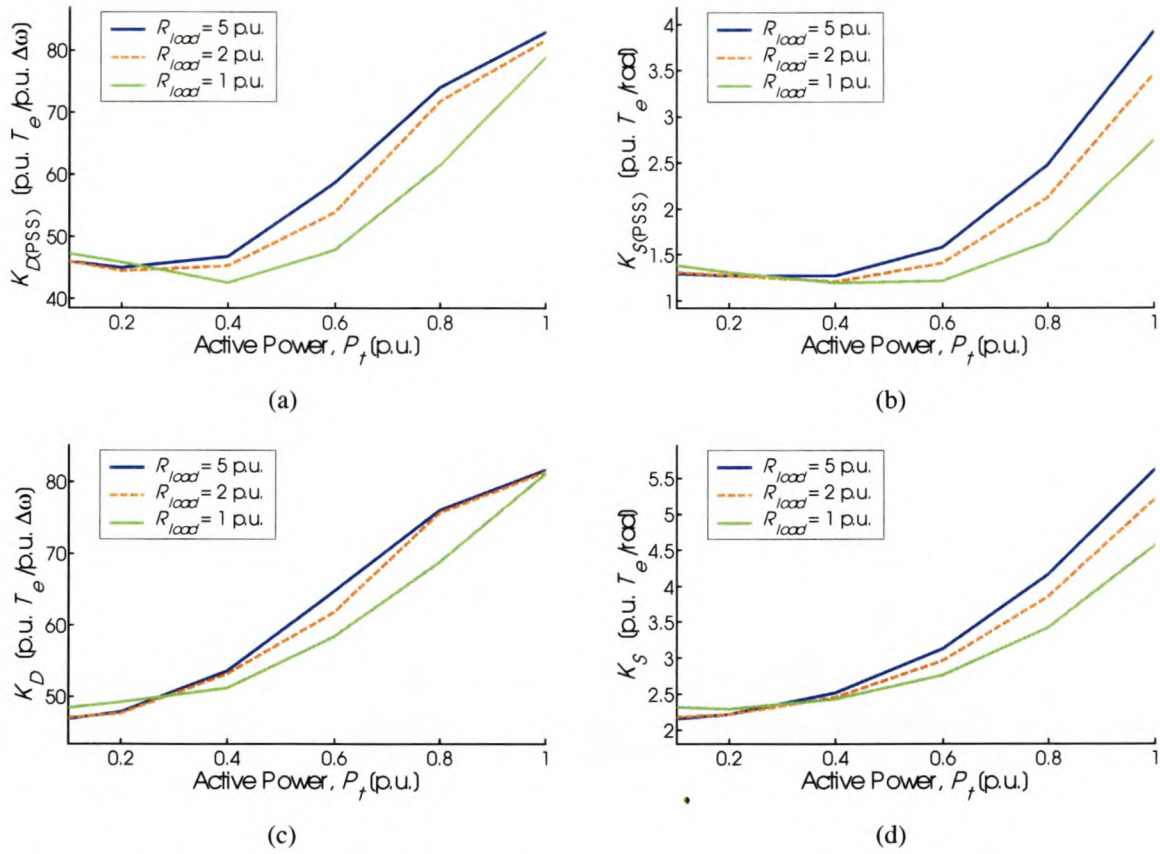 R_load = 5 p.u.
R_load = 2 p.u.
R_load = 1 p.u.
K_D(PSS) (p.u. T_e/p.u. Δω)
80
70
60
50
40
0.2 0.4 0.6 0.8 1
Active Power, P_t (p.u.)
(a)
R_load = 5 p.u.
R_load = 2 p.u.
R_load = 1 p.u.
K_S(PSS) (p.u. T_e/rad)
4
3.5
3
2.5
2
1.5
1
0.2 0.4 0.6 0.8 1
Active Power, P_t (p.u.)
(b)
R_load = 5 p.u.
R_load = 2 p.u.
R_load = 1 p.u.
K_D (p.u. T_e/p.u. Δω)
80
70
60
50
0.2 0.4 0.6 0.8 1
Active Power, P_t (p.u.)
(c)
R_load = 5 p.u.
R_load = 2 p.u.
R_load = 1 p.u.
K_S (p.u. T_e/rad)
5.5
5
4.5
4
3.5
3
2.5
2
0.2 0.4 0.6 0.8 1
Active Power, P_t (p.u.)
(d)